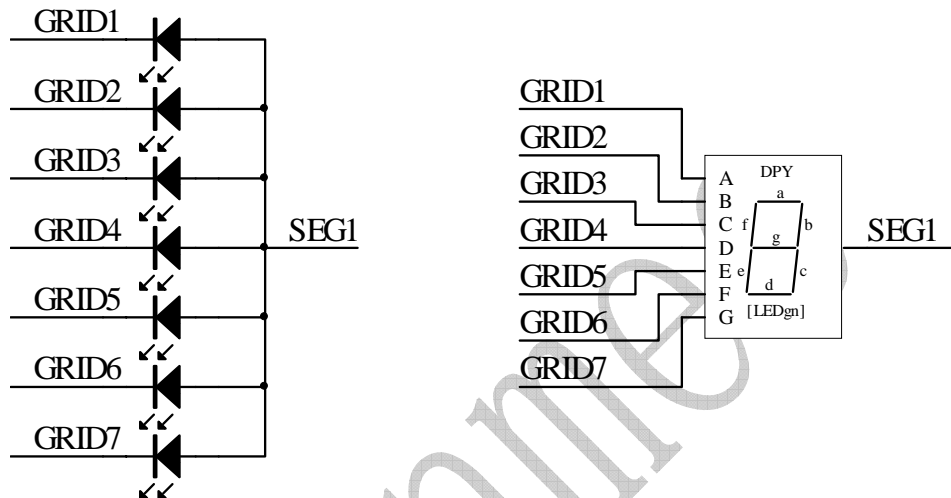 GRID1
GRID2
GRID3
GRID4
GRID5
GRID6
GRID7
SEG1
GRID1
GRID2
GRID3
GRID4
GRID5
GRID6
GRID7
A
B
C
D
E
F
G
DPY
a
f
b
g
e
c
d
[LEDgn]
SEG1